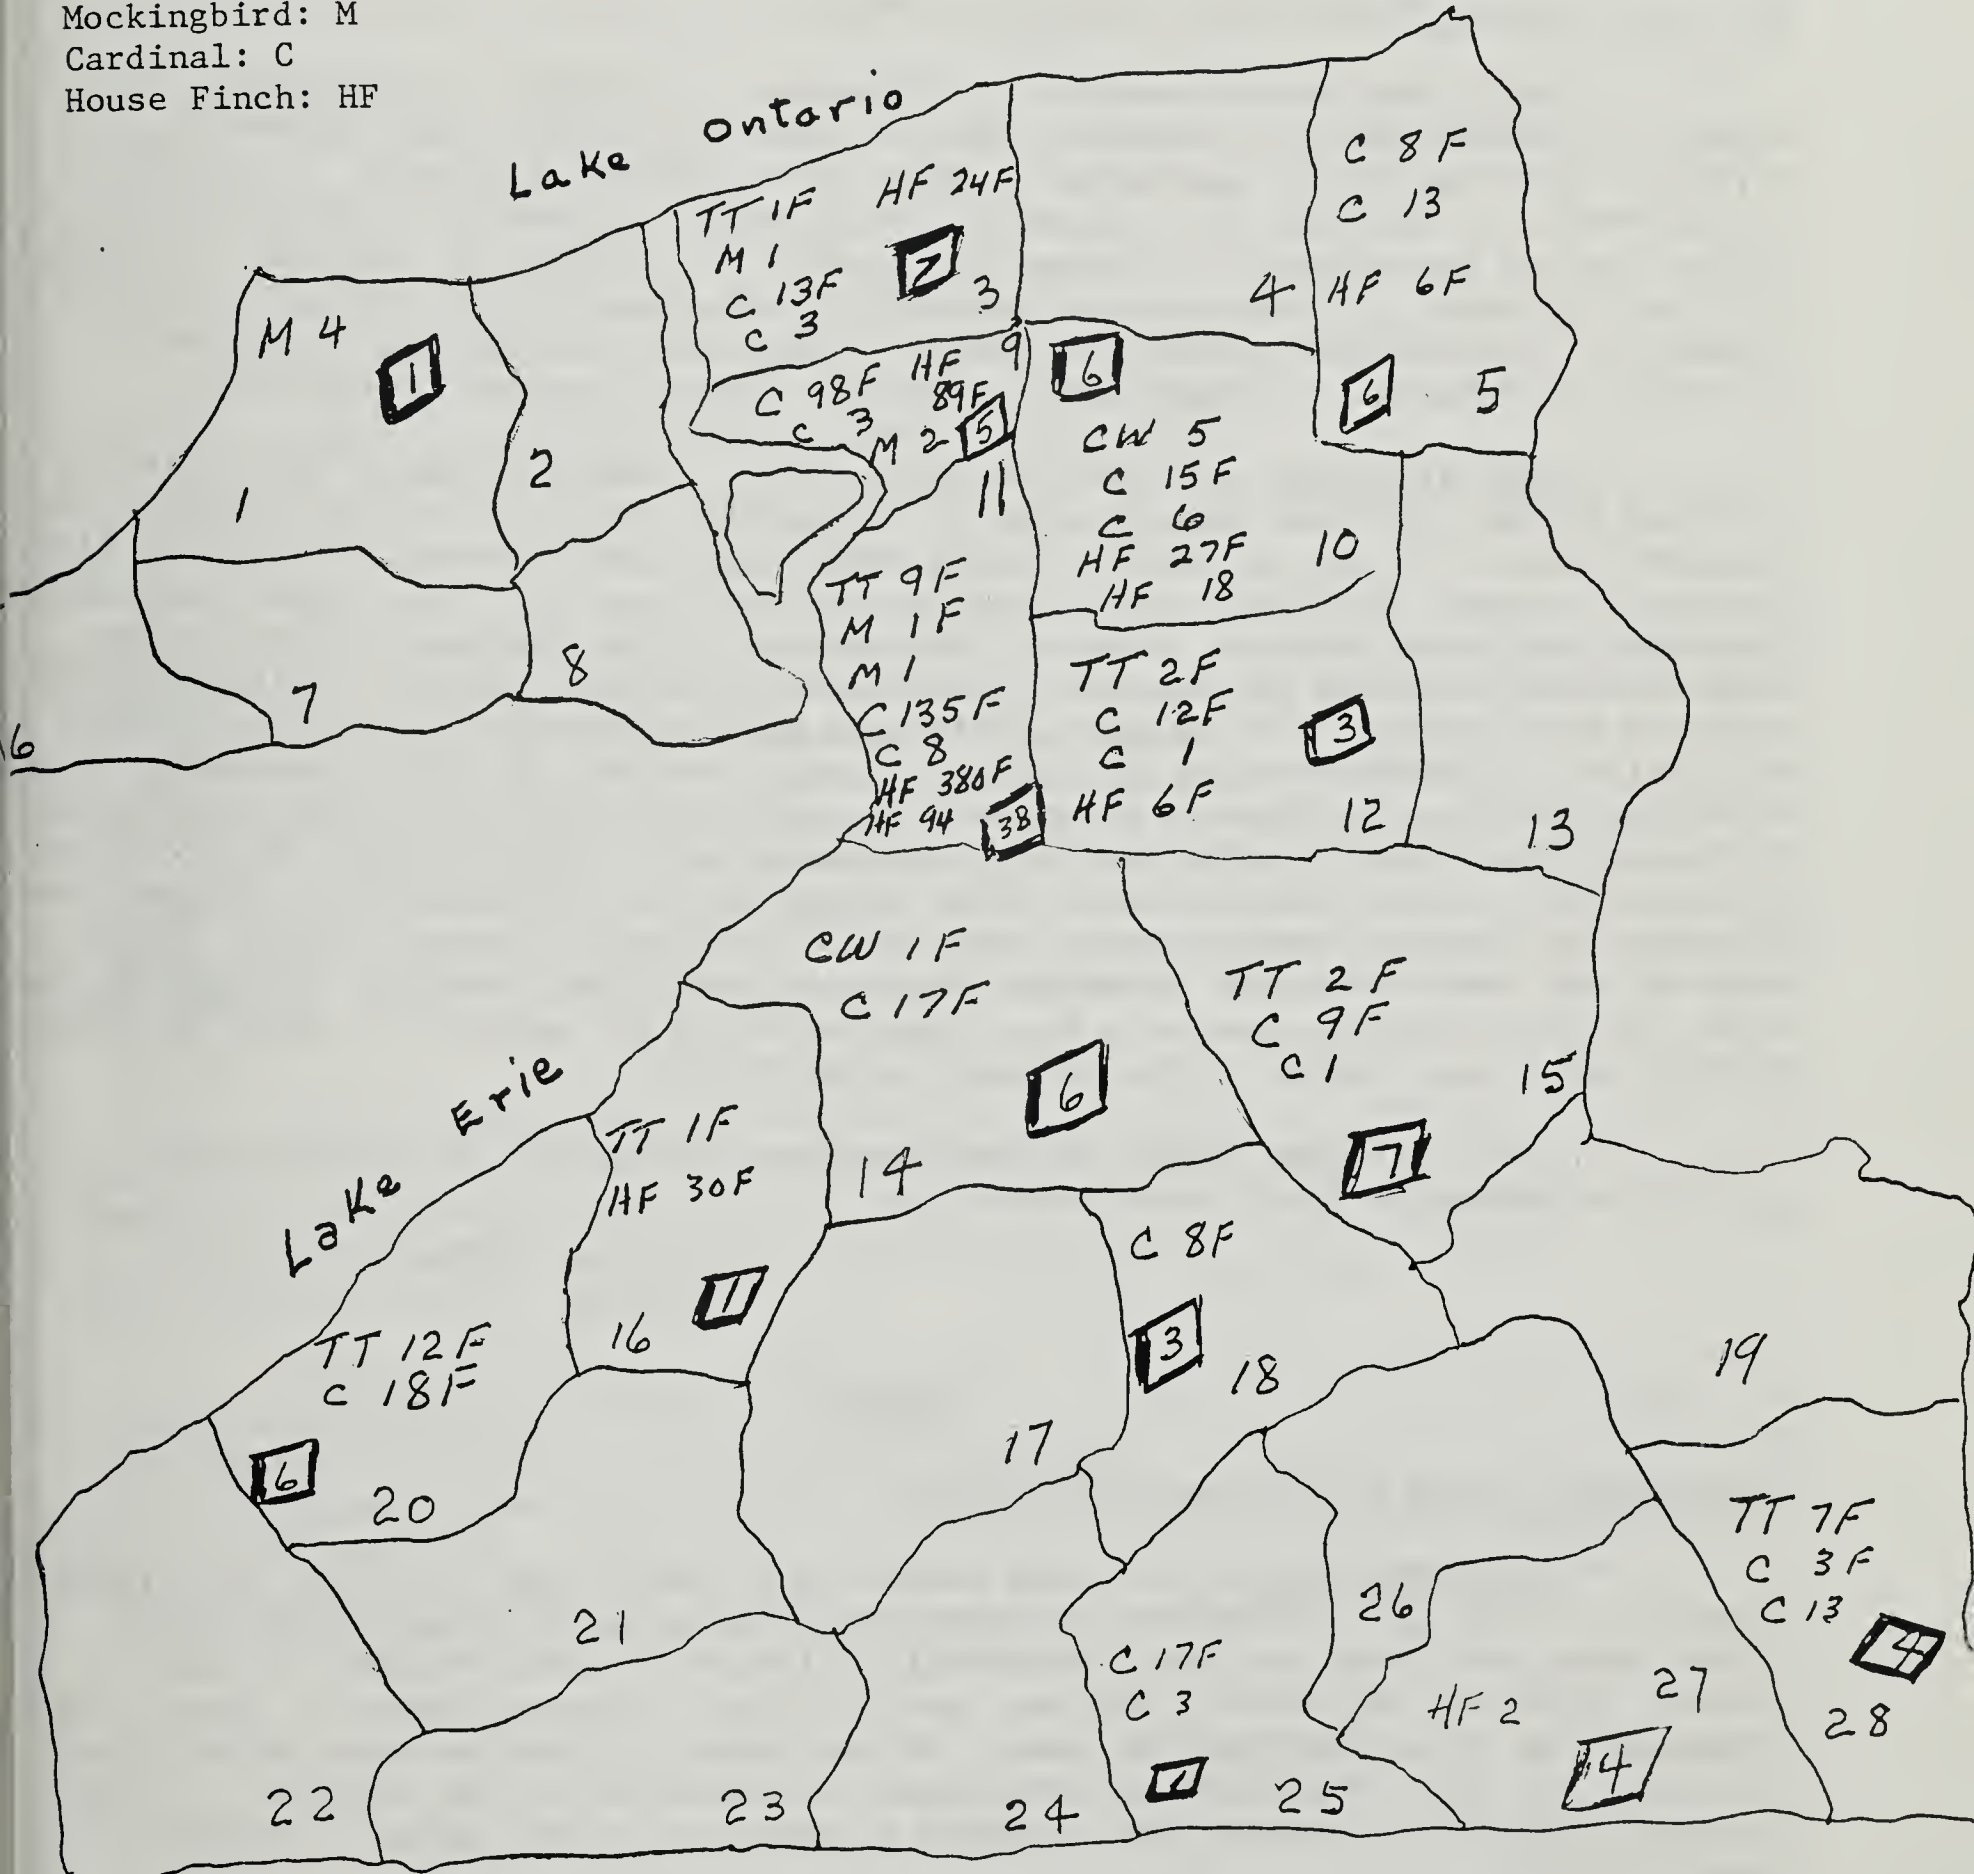 Mockingbird: M
Cardinal: C
House Finch: HF
Lake Ontario
TT 1F
HF 24F
M 1
C 13F
C 3
2
3
C 8F
C 13
HF 6F
6
5
4
M 4
1
1
2
C 98F
HF 89F
C 3
M 2
5
9
6
CW 5
C 15F
C 6
HF 27F
HF 18
10
11
TT 9F
M 1F
M 1
C 135F
C 8
HF 380F
HF 94
38
TT 2F
C 12F
C 1
HF 6F
3
12
13
7
8
6
CW 1F
C 17F
6
14
TT 2F
C 9F
C 1
7
15
Lake Erie
TT 1F
HF 30F
1
16
C 8F
3
18
17
19
TT 12F
C 18F
6
20
21
TT 7F
C 3F
C 13
4
28
26
C 17F
C 3
25
HF 2
27
4
22
23
24